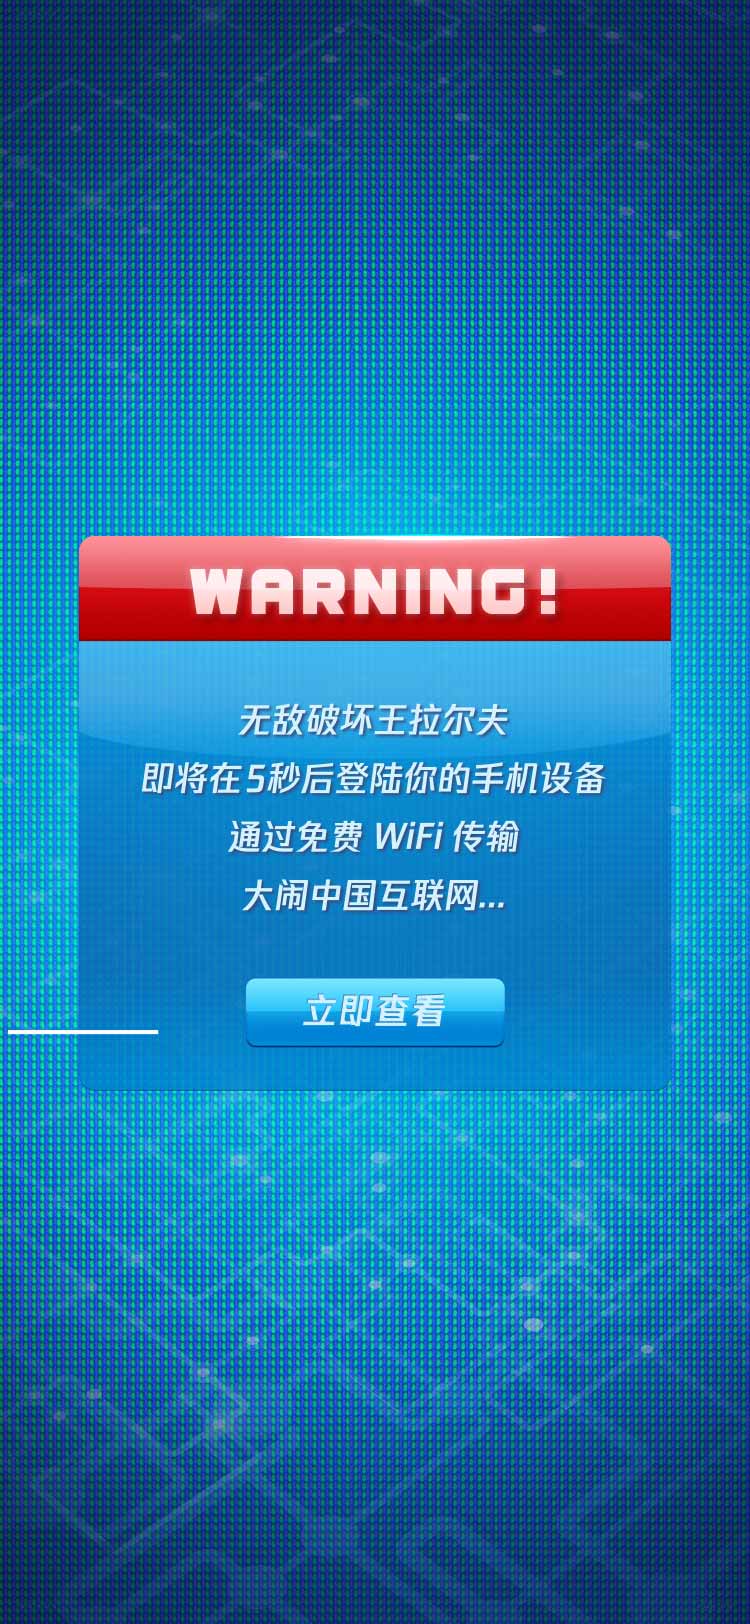 WARNING!
无敌破坏王拉尔夫
即将在5秒后登陆你的手机设备
通过免费 WiFi 传输
大闹中国互联网...
立即查看